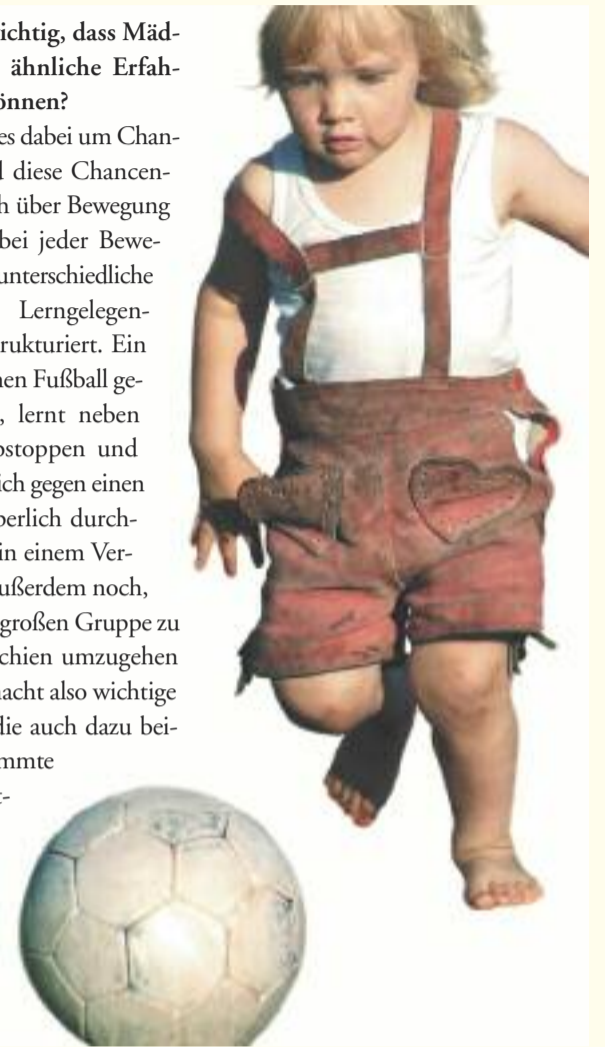 ichtig, dass Mäd-
ähnliche Erfah-
önnen?
es dabei um Chan-
l diese Chancen-
h über Bewegung
bei jeder Bewe-
unterschiedliche
Lerngelegen-
rukturiert. Ein
nen Fußball ge-
, lernt neben
bstoppen und
ich gegen einen
perlich durch-
in einem Ver-
ußerdem noch,
großen Gruppe zu
chien umzugehen
nacht also wichtige
die auch dazu bei-
mmte
t-